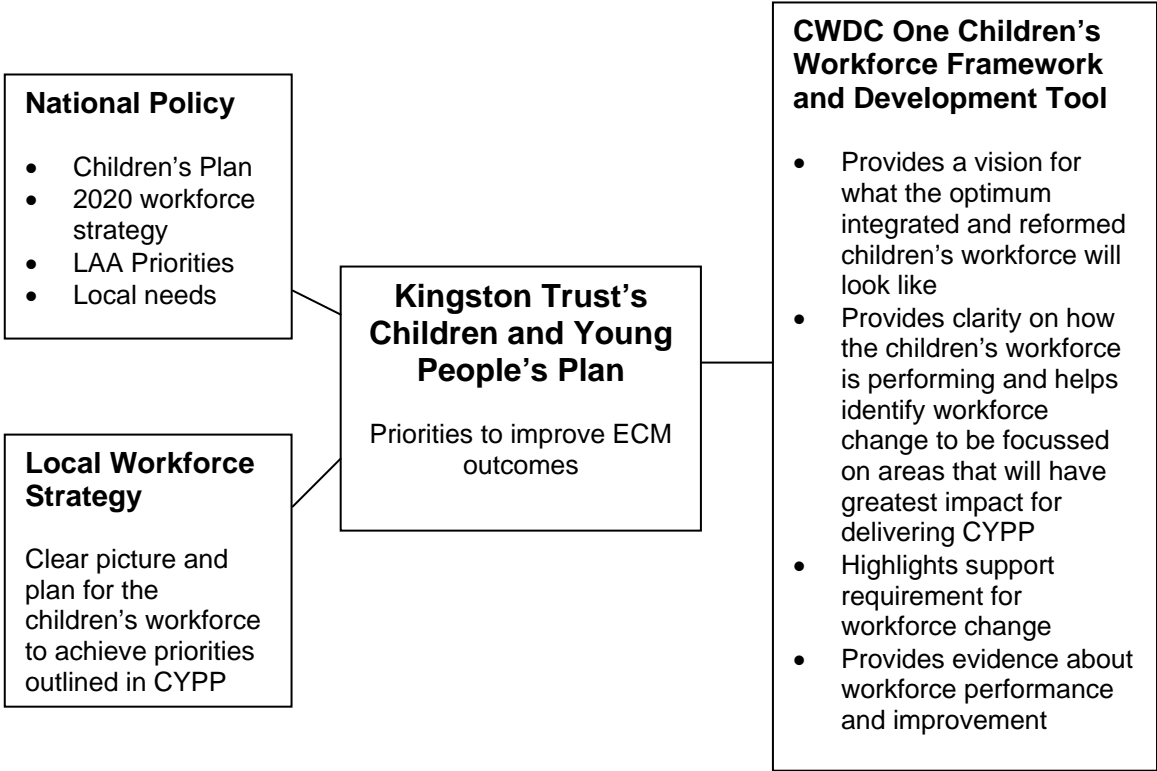 National Policy
• Children’s Plan
• 2020 workforce
strategy
• LAA Priorities
• Local needs
Local Workforce
Strategy
Clear picture and
plan for the
children’s workforce
to achieve priorities
outlined in CYPP
Kingston Trust’s
Children and Young
People’s Plan
Priorities to improve ECM
outcomes
CWDC One Children’s
Workforce Framework
and Development Tool
• Provides a vision for
what the optimum
integrated and reformed
children’s workforce will
look like
• Provides clarity on how
the children’s workforce
is performing and helps
identify workforce
change to be focussed
on areas that will have
greatest impact for
delivering CYPP
• Highlights support
requirement for
workforce change
• Provides evidence about
workforce performance
and improvement